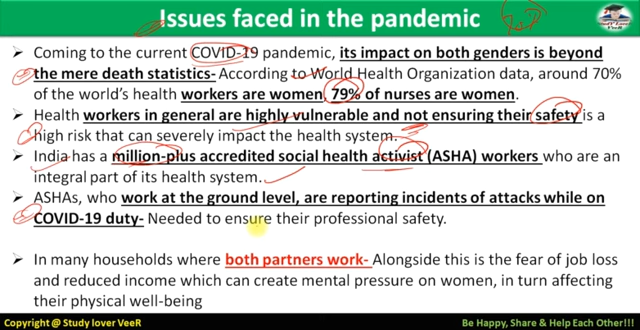 Issues faced in the pandemic
➢ Coming to the current COVID-19 pandemic, its impact on both genders is beyond
the mere death statistics- According to World Health Organization data, around 70%
of the world's health workers are women, 79% of nurses are women.
➢ Health workers in general are highly vulnerable and not ensuring their safety is a
high risk that can severely impact the health system.
➢ India has a million-plus accredited social health activist (ASHA) workers who are an
integral part of its health system.
➢ ASHAs, who work at the ground level, are reporting incidents of attacks while on
COVID-19 duty- Needed to ensure their professional safety.
➢ In many households where both partners work- Alongside this is the fear of job loss
and reduced income which can create mental pressure on women, in turn affecting
their physical well-being
Copyright @ Study lover VeeR
Be Happy, Share & Help Each Other!!!